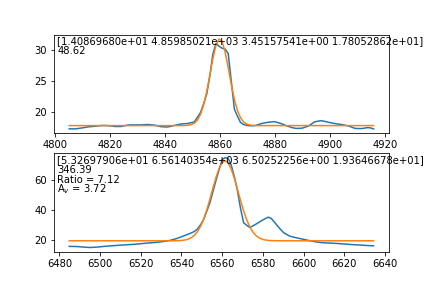 [1.40869680e+01 4.85985021e+03 3.45157541e+00 1.78052862e+01]
48.62
30
20
4800 4820 4840 4860 4880 4900 4920
[5.32697906e+01 6.56140354e+03 6.50252256e+00 1.93646678e+01]
346.39
Ratio = 7.12
Av = 3.72
60
40
20
6480 6500 6520 6540 6560 6580 6600 6620 6640